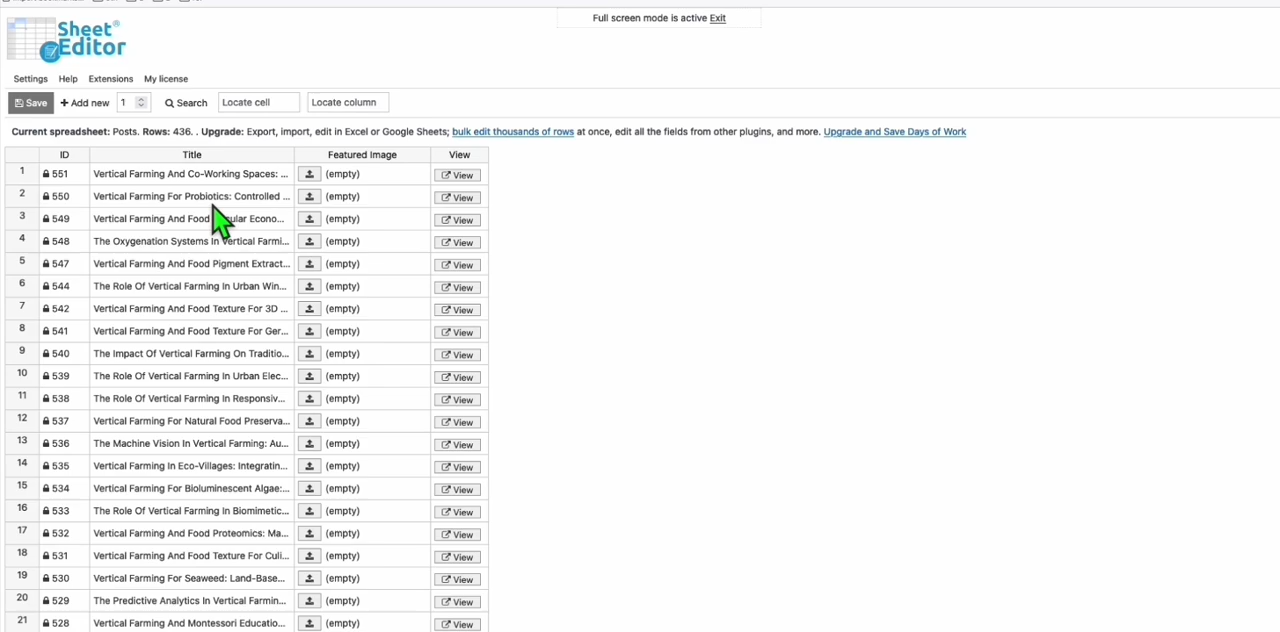 Full screen mode is active Exit
Sheet®
Editor
Settings Help Extensions My license
Save + Add new 1 Search Locate cell Locate column
Current spreadsheet: Posts. Rows: 436. . Upgrade: Export, import, edit in Excel or Google Sheets; bulk edit thousands of rows at once, edit all the fields from other plugins, and more. Upgrade and Save Days of Work
ID Title Featured Image View
1 551 Vertical Farming And Co-Working Spaces: ... (empty) View
2 550 Vertical Farming For Probiotics: Controlled ... (empty) View
3 549 Vertical Farming And Food ular Econo... (empty) View
4 548 The Oxygenation Systems In Vertical Farmi... (empty) View
5 547 Vertical Farming And Food Pigment Extract... (empty) View
6 544 The Role Of Vertical Farming In Urban Win... (empty) View
7 542 Vertical Farming And Food Texture For 3D ... (empty) View
8 541 Vertical Farming And Food Texture For Ger... (empty) View
9 540 The Impact Of Vertical Farming On Traditio... (empty) View
10 539 The Role Of Vertical Farming In Urban Elec... (empty) View
11 538 The Role Of Vertical Farming In Responsiv... (empty) View
12 537 Vertical Farming For Natural Food Preserva... (empty) View
13 536 The Machine Vision In Vertical Farming: Au... (empty) View
14 535 Vertical Farming In Eco-Villages: Integratin... (empty) View
15 534 Vertical Farming For Bioluminescent Algae:... (empty) View
16 533 The Role Of Vertical Farming In Biomimetic... (empty) View
17 532 Vertical Farming And Food Proteomics: Ma... (empty) View
18 531 Vertical Farming And Food Texture For Culi... (empty) View
19 530 Vertical Farming For Seaweed: Land-Base... (empty) View
20 529 The Predictive Analytics In Vertical Farmin... (empty) View
21 528 Vertical Farming And Montessori Educatio... (empty) View